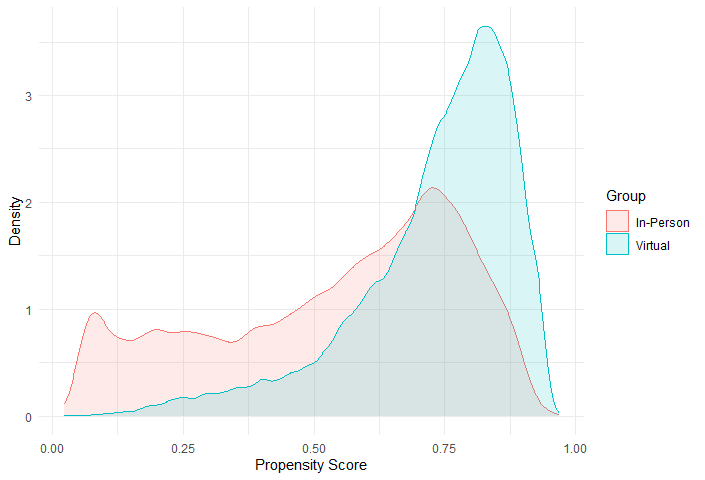 3
2
1
0
Density
0.00 0.25 0.50 0.75 1.00
Propensity Score
Group
In-Person
Virtual